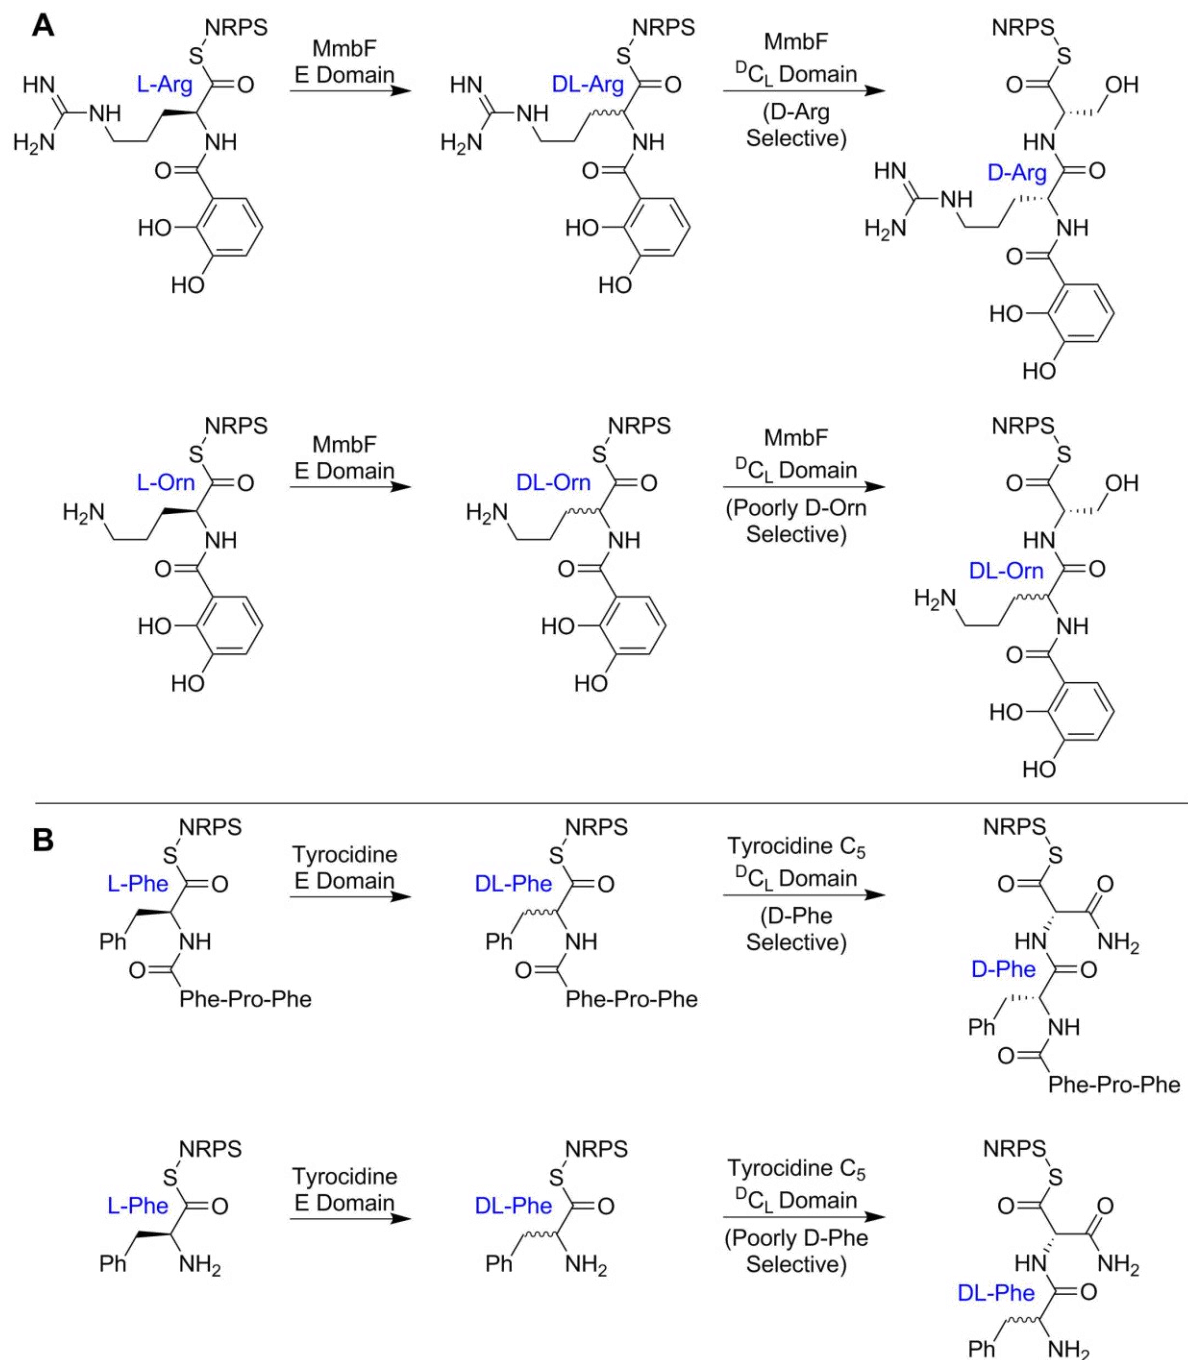 A
NRPS
S
L-Arg
O
HN
NH
H₂N
NH
O
HO
HO
MmbF
E Domain
NRPS
S
DL-Arg
O
HN
NH
H₂N
NH
O
HO
HO
MmbF
ᴰCL Domain
(D-Arg
Selective)
NRPS
S
O
OH
NH
D-Arg
O
HN
NH
H₂N
NH
O
HO
HO
NRPS
S
L-Orn
O
H₂N
NH
O
HO
HO
MmbF
E Domain
NRPS
S
DL-Orn
O
H₂N
NH
O
HO
HO
MmbF
ᴰCL Domain
(Poorly D-Orn
Selective)
NRPS
S
O
OH
NH
DL-Orn
O
H₂N
NH
O
HO
HO
B
NRPS
S
L-Phe
O
Ph
NH
O
Phe-Pro-Phe
Tyrocidine
E Domain
NRPS
S
DL-Phe
O
Ph
NH
O
Phe-Pro-Phe
Tyrocidine C₅
ᴰCL Domain
(D-Phe
Selective)
NRPS
S
O
O
HN
NH₂
D-Phe
O
Ph
NH
O
Phe-Pro-Phe
NRPS
S
L-Phe
O
Ph
NH₂
Tyrocidine
E Domain
NRPS
S
DL-Phe
O
Ph
NH₂
Tyrocidine C₅
ᴰCL Domain
(Poorly D-Phe
Selective)
NRPS
S
O
O
HN
NH₂
DL-Phe
O
Ph
NH₂